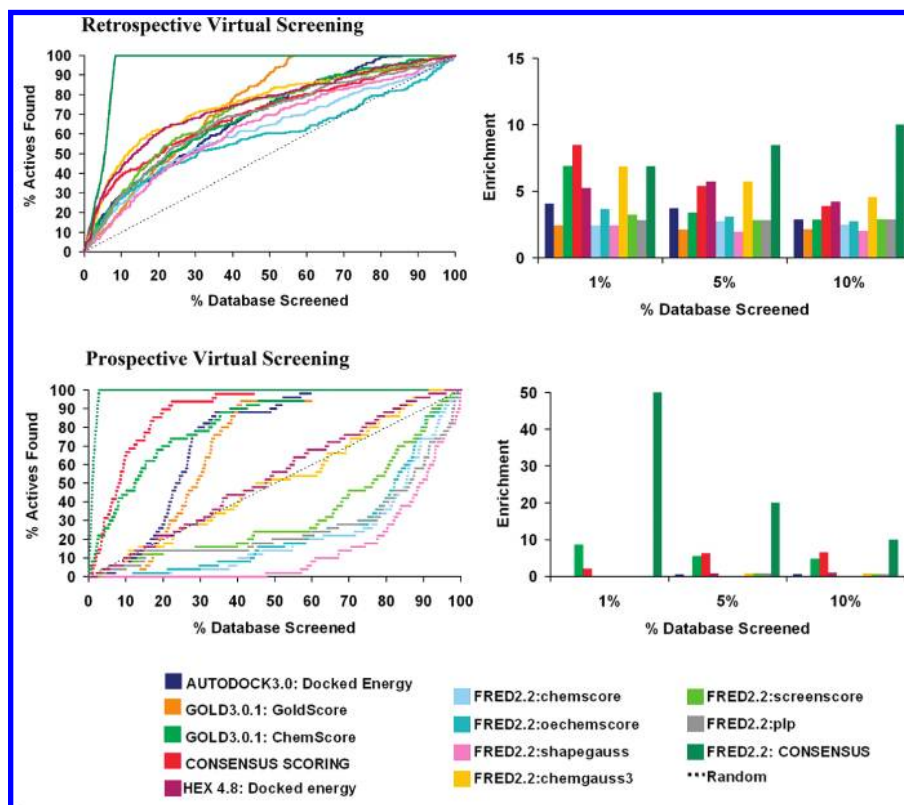 Retrospective Virtual Screening
100
90
80
70
60
50
40
30
20
10
0
% Actives Found
0 10 20 30 40 50 60 70 80 90 100
% Database Screened
15
10
5
0
Enrichment
1% 5% 10%
% Database Screened
Prospective Virtual Screening
100
90
80
70
60
50
40
30
20
10
0
% Actives Found
0 10 20 30 40 50 60 70 80 90 100
% Database Screened
50
40
30
20
10
0
Enrichment
1% 5% 10%
% Database Screened
AUTODOCK3.0: Docked Energy
GOLD3.0.1: GoldScore
GOLD3.0.1: ChemScore
CONSENSUS SCORING
HEX 4.8: Docked energy
FRED2.2:chemscore
FRED2.2:oechemscore
FRED2.2:shapegauss
FRED2.2:chemgauss3
FRED2.2:screenscore
FRED2.2:plp
FRED2.2: CONSENSUS
Random